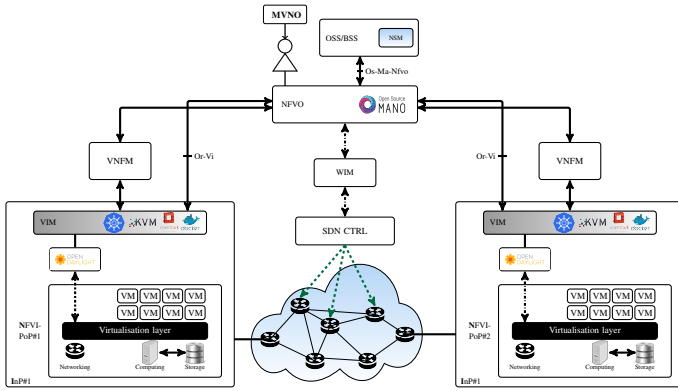 MVNO
OSS/BSS
NSM
Os-Ma-Nfvo
NFVO
Open Source
MANO
VNFM
Or-Vi
WIM
Or-Vi
VNFM
SDN CTRL
VIM
KVM
docker
VIM
KVM
docker
OPEN
DAYLIGHT
OPEN
DAYLIGHT
VM VM VM VM
VM VM VM VM
Virtualisation layer
NFVI-
PoP#1
Networking
Computing
Storage
InP#1
VM VM VM VM
VM VM VM VM
Virtualisation layer
NFVI-
PoP#2
Networking
Computing
Storage
InP#1